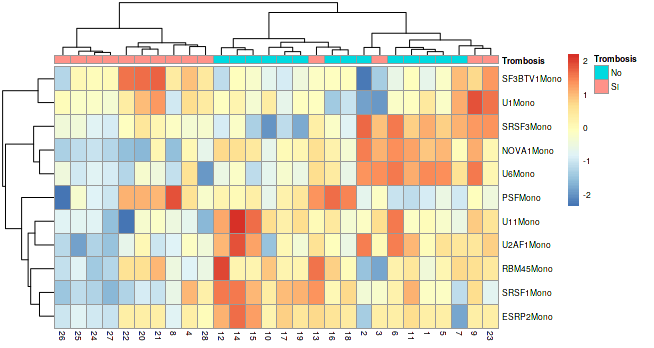 Trombosis
SF3BTV1Mono
U1Mono
SRSF3Mono
NOVA1Mono
U6Mono
PSFMono
U11Mono
U2AF1Mono
RBM45Mono
SRSF1Mono
ESRP2Mono
2
1
0
-1
-2
Trombosis
No
SI
26 25 24 27 22 20 21 8 4 28 12 14 15 10 17 19 13 16 18 2 3 6 11 1 5 7 9 23